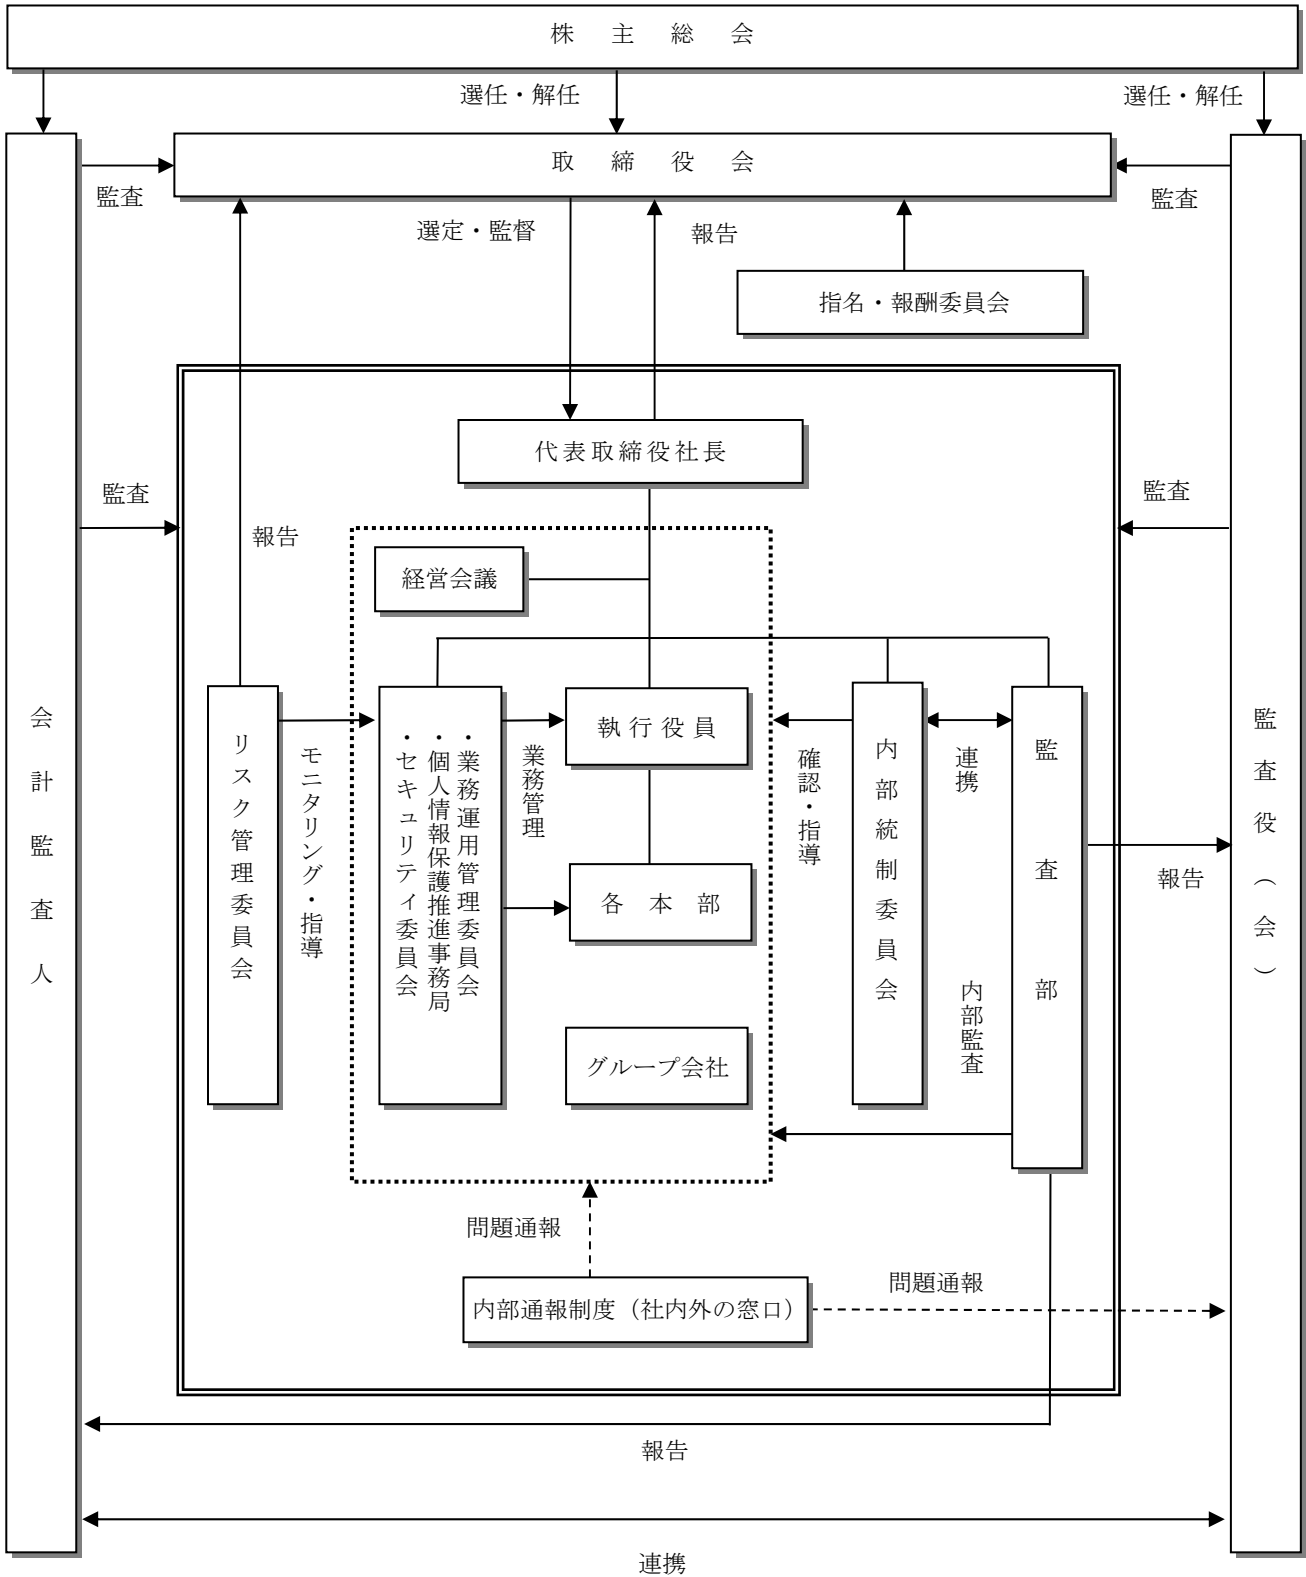 株主総会
選任・解任
選任・解任
取締役会
監査
監査
選定・監督
報告
指名・報酬委員会
代表取締役社長
監査
監査
報告
経営会議
会計監査人
リスク管理委員会
モニタリング・指導
・業務運用管理委員会
・個人情報保護推進事務局
・セキュリティ委員会
業務管理
執行役員
各本部
グループ会社
確認・指導
内部統制委員会
連携
内部監査
監査部
報告
監査役（会）
問題通報
内部通報制度（社内外の窓口）
問題通報
報告
連携